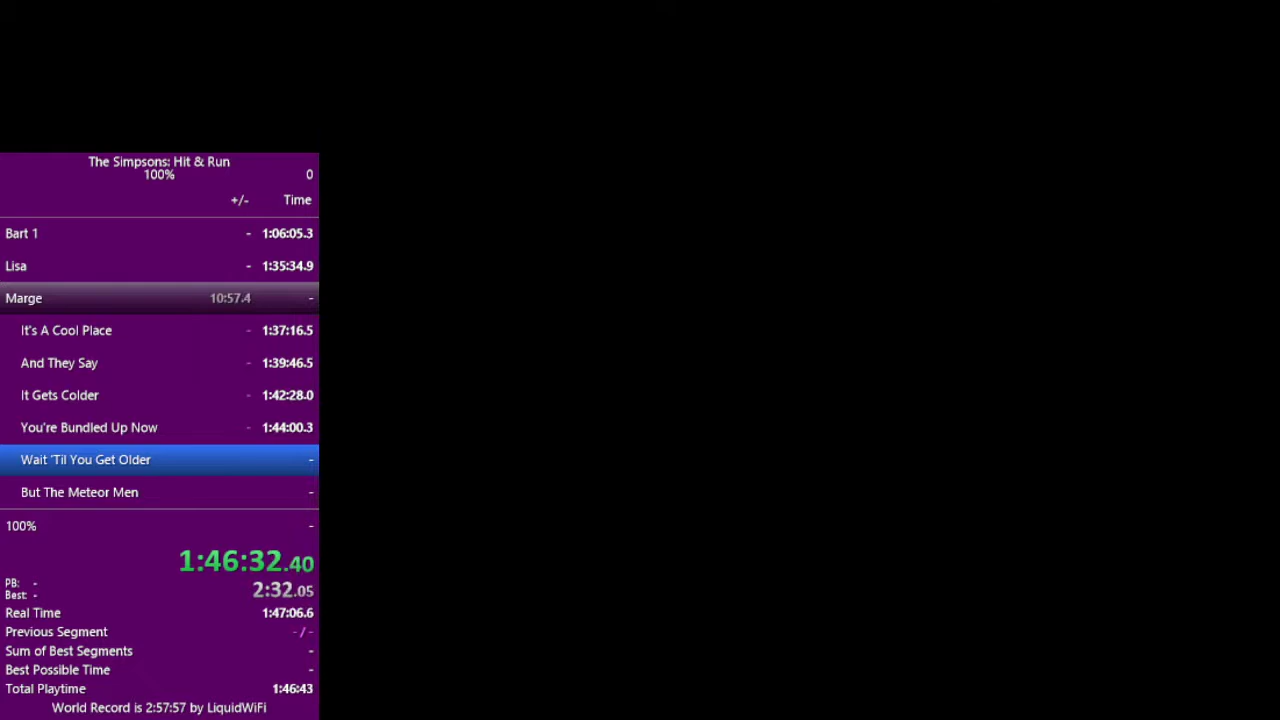 The Simpsons: Hit & Run
100% 0
+/- Time
Bart 1 - 1:06:05.3
Lisa - 1:35:34.9
Marge 10:57.4 -
It's A Cool Place - 1:37:16.5
And They Say - 1:39:46.5
It Gets Colder - 1:42:28.0
You're Bundled Up Now - 1:44:00.3
Wait 'Til You Get Older -
But The Meteor Men -
100% -
1:46:32.40
PB: -
Best: - 2:32.05
Real Time 1:47:06.6
Previous Segment - / -
Sum of Best Segments -
Best Possible Time -
Total Playtime 1:46:43
World Record is 2:57:57 by LiquidWiFi